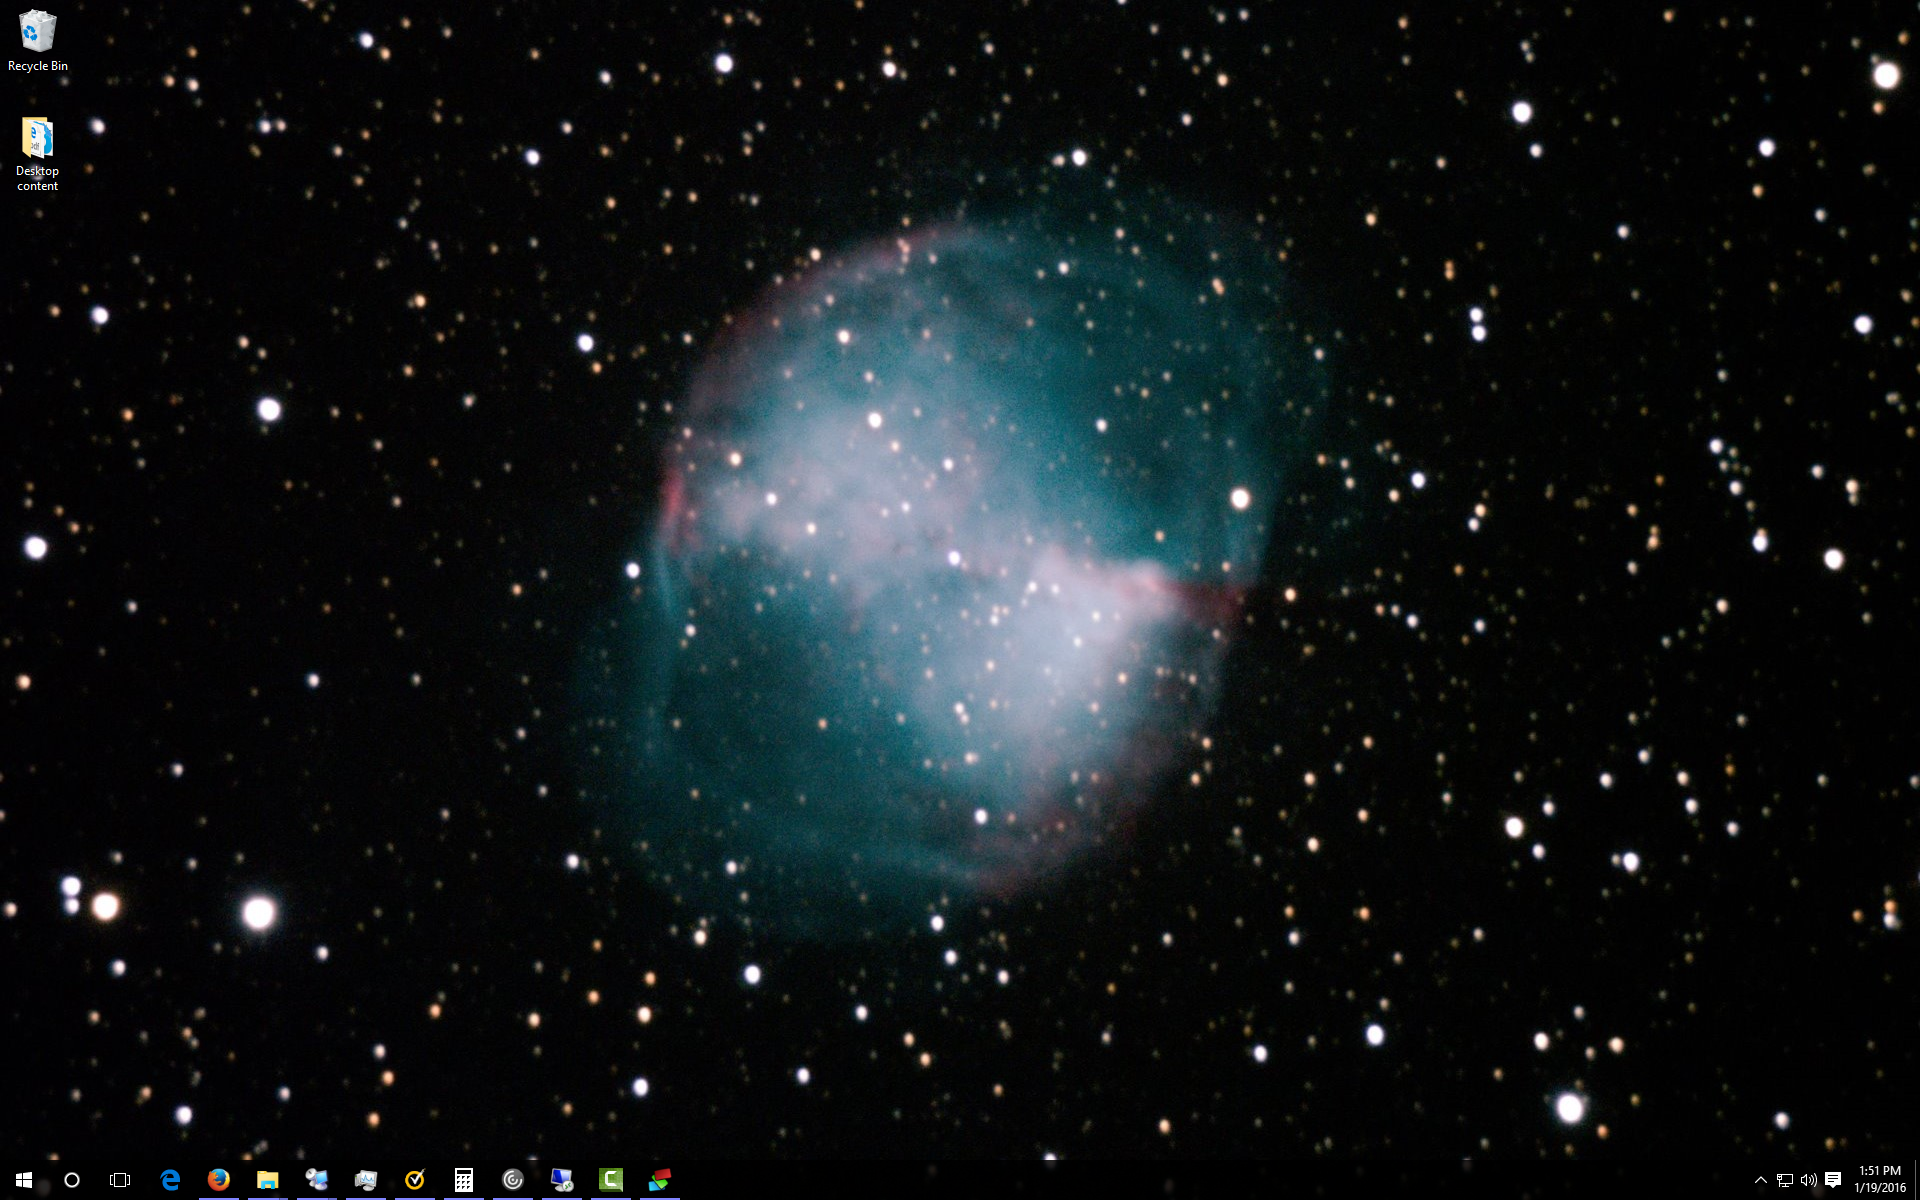 Recycle Bin
Desktop
content
1:51 PM
1/19/2016